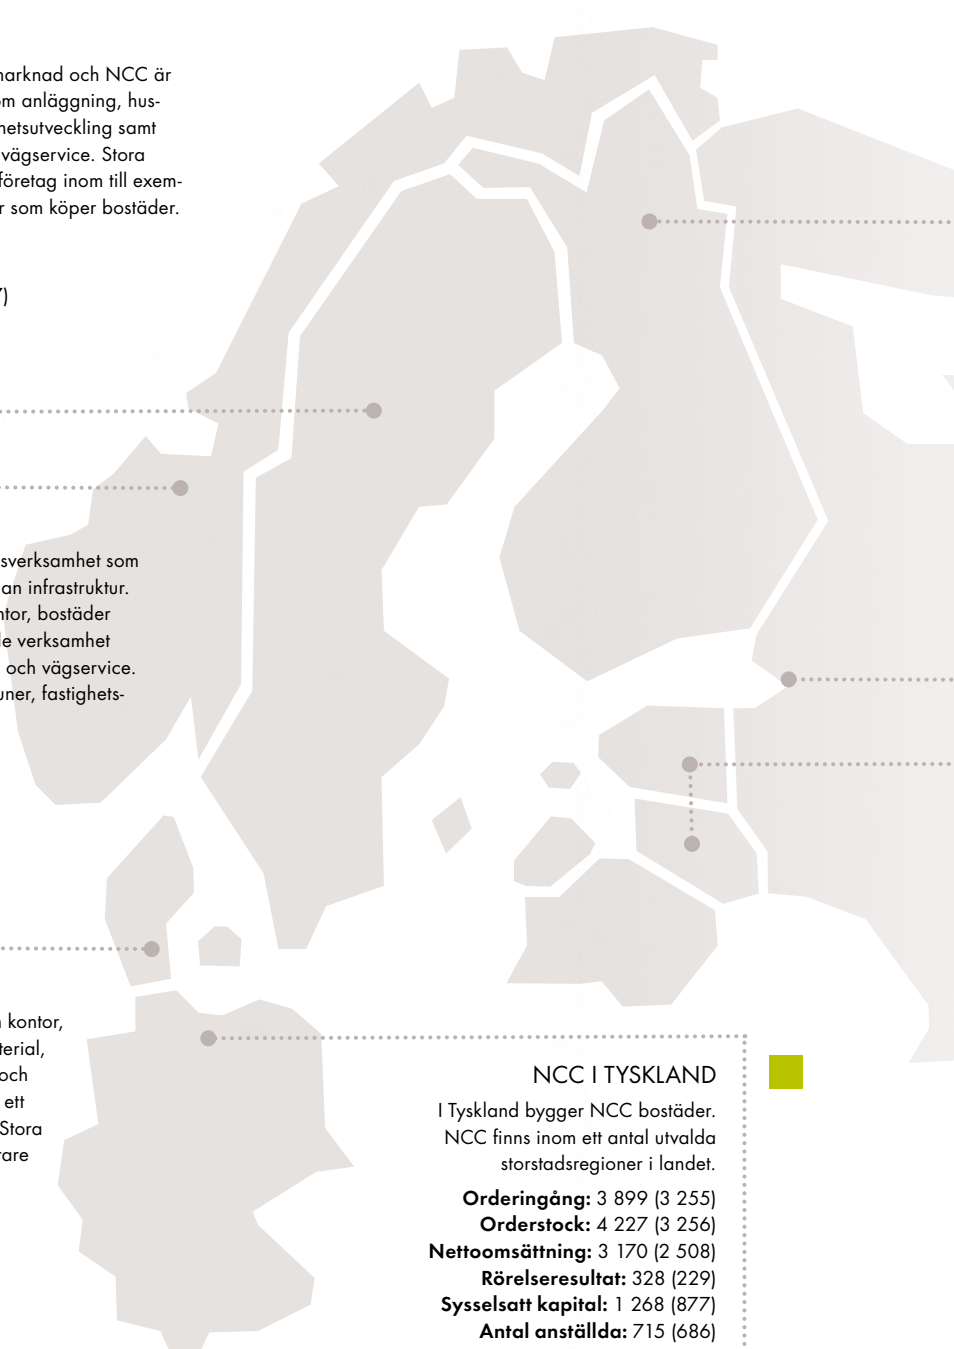 marknad och NCC är
om anläggning, hus-
hetsutveckling samt
vägservice. Stora
företag inom till exem-
r som köper bostäder.
7)
sverksamhet som
an infrastruktur.
ntor, bostäder
de verksamhet
och vägservice.
uner, fastighets-
n kontor,
terial,
och
ett
Stora
tare
NCC I TYSKLAND
I Tyskland bygger NCC bostäder.
NCC finns inom ett antal utvalda
storstadsregioner i landet.
Orderingång: 3 899 (3 255)
Orderstock: 4 227 (3 256)
Nettoomsättning: 3 170 (2 508)
Rörelseresultat: 328 (229)
Sysselsatt kapital: 1 268 (877)
Antal anställda: 715 (686)